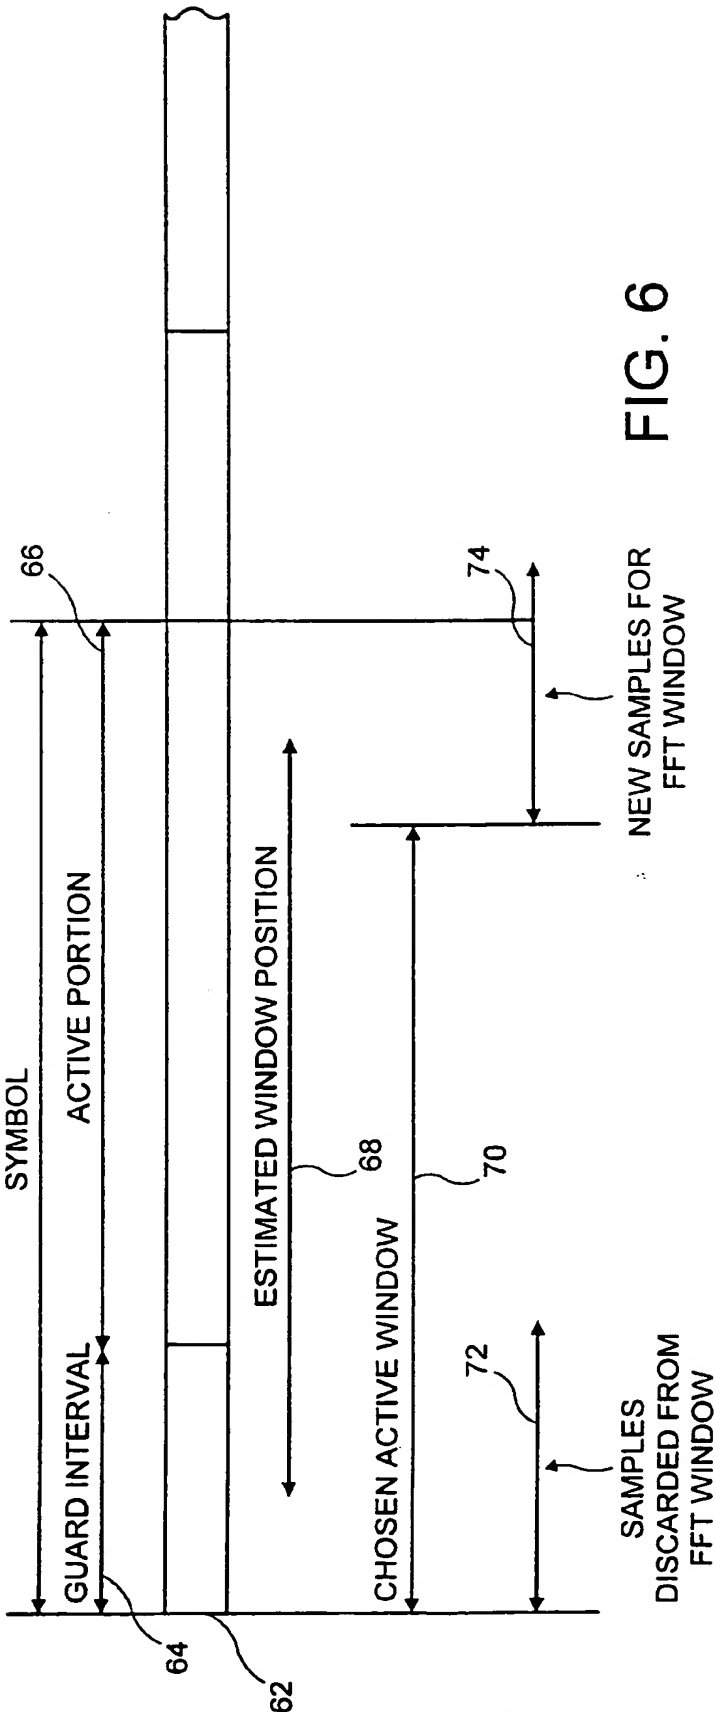 SYMBOL
GUARD INTERVAL
ACTIVE PORTION
64
66
62
ESTIMATED WINDOW POSITION
68
CHOSEN ACTIVE WINDOW
70
72
74
SAMPLES
DISCARDED FROM
FFT WINDOW
NEW SAMPLES FOR
FFT WINDOW
FIG. 6